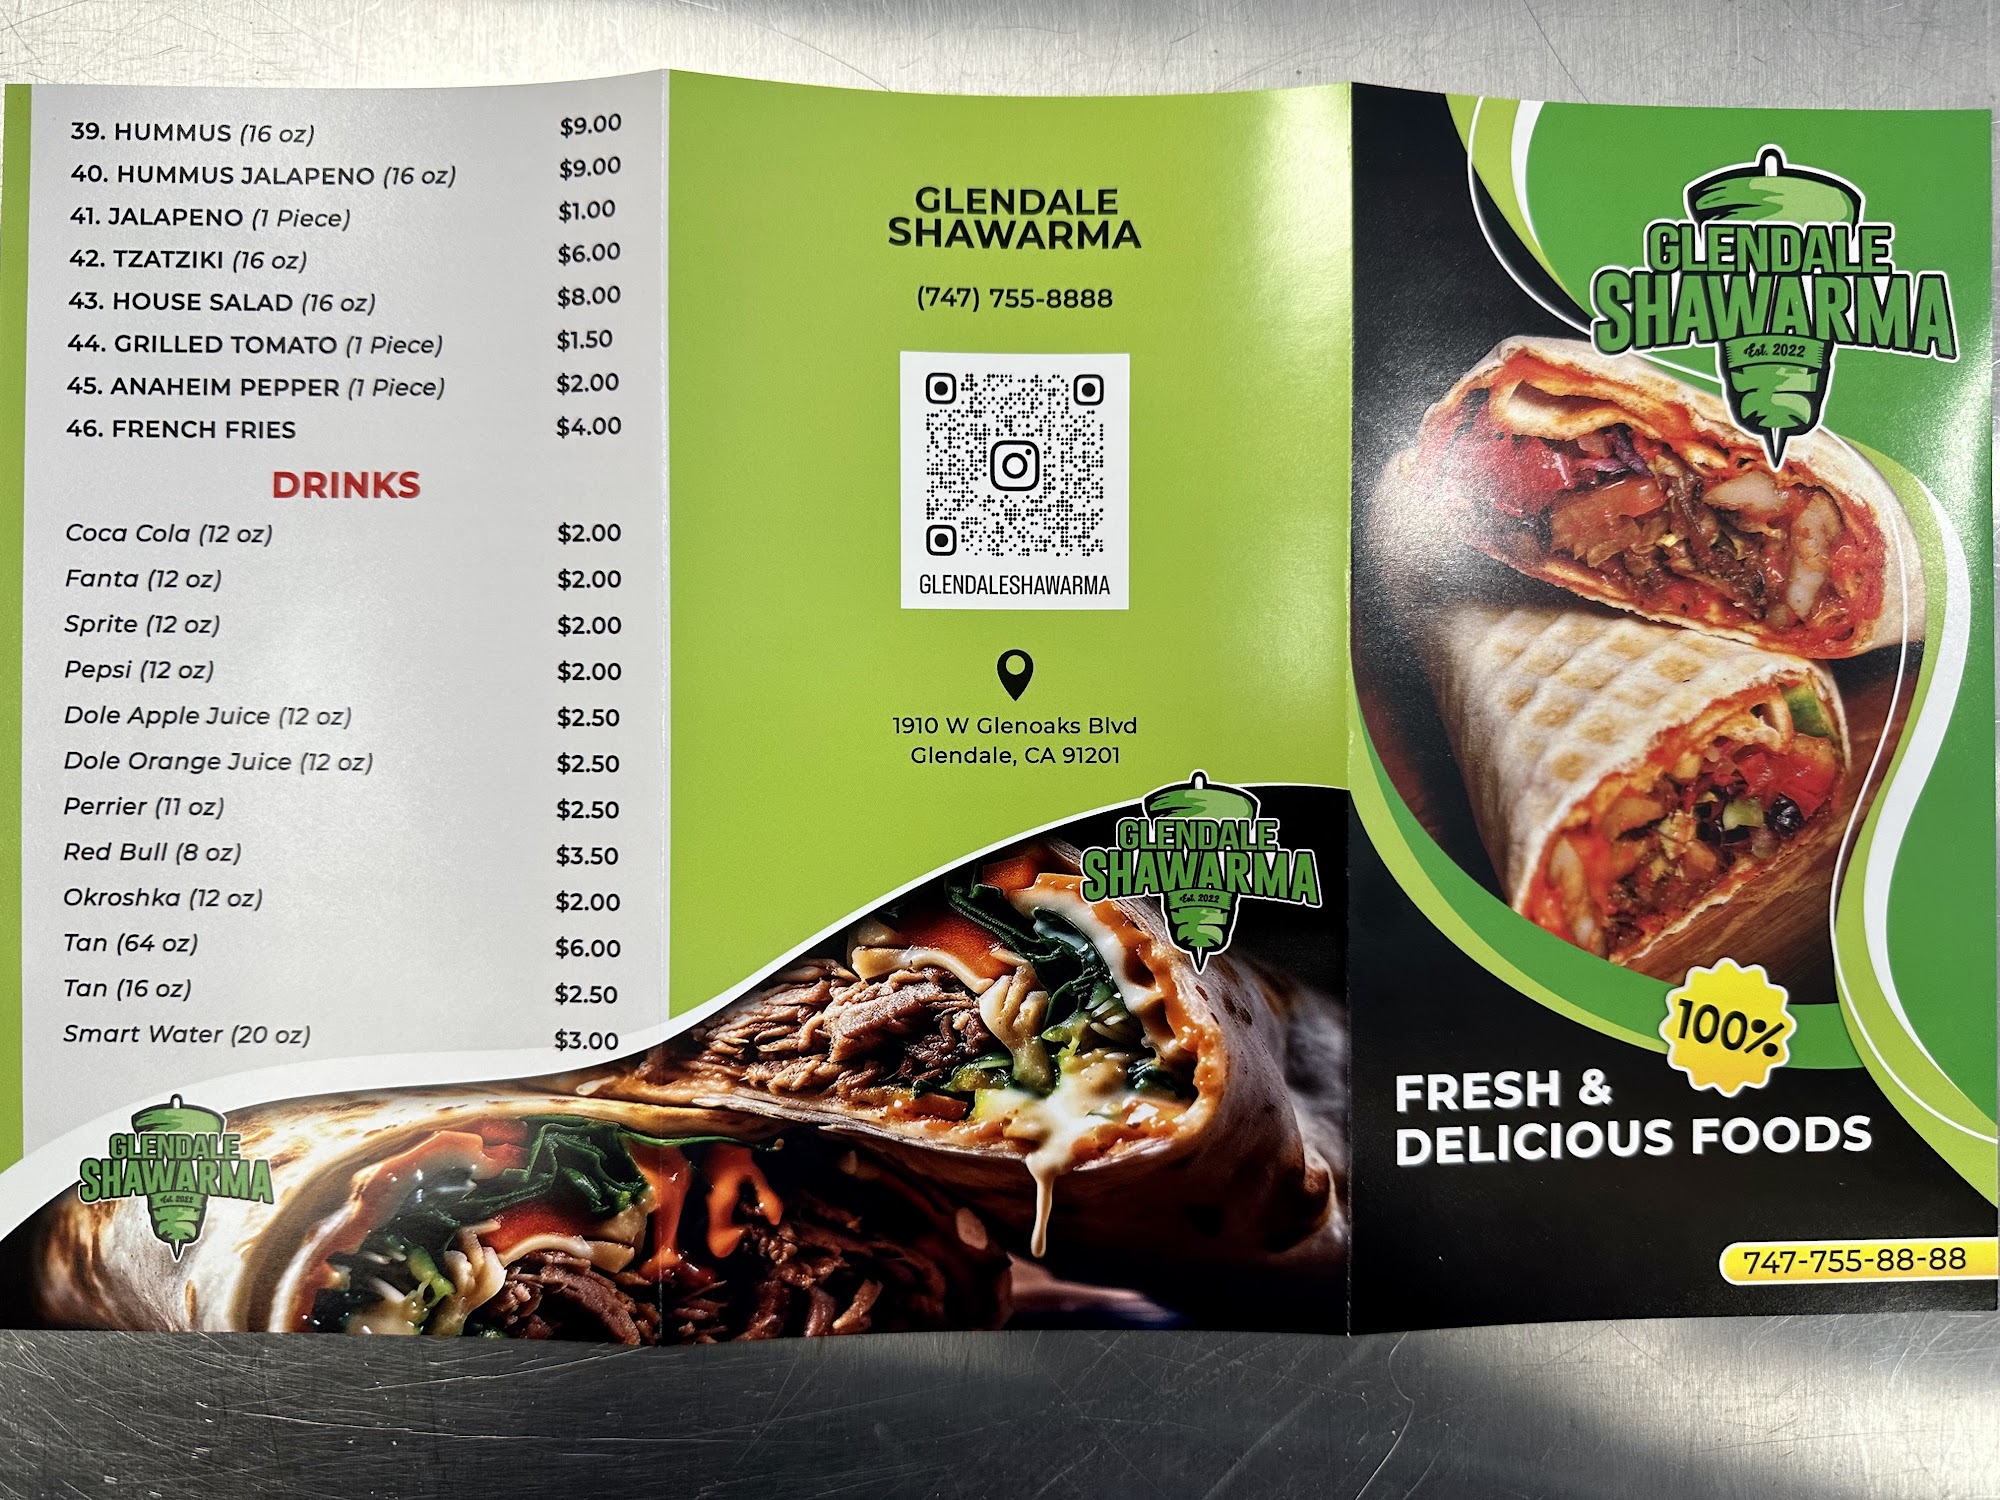 39. HUMMUS (16 oz) $9.00
40. HUMMUS JALAPENO (16 oz) $9.00
41. JALAPENO (1 Piece) $1.00
42. TZATZIKI (16 oz) $6.00
43. HOUSE SALAD (16 oz) $8.00
44. GRILLED TOMATO (1 Piece) $1.50
45. ANAHEIM PEPPER (1 Piece) $2.00
46. FRENCH FRIES $4.00
DRINKS
Coca Cola (12 oz) $2.00
Fanta (12 oz) $2.00
Sprite (12 oz) $2.00
Pepsi (12 oz) $2.00
Dole Apple Juice (12 oz) $2.50
Dole Orange Juice (12 oz) $2.50
Perrier (11 oz) $2.50
Red Bull (8 oz) $3.50
Okroshka (12 oz) $2.00
Tan (64 oz) $6.00
Tan (16 oz) $2.50
Smart Water (20 oz) $3.00
GLENDALE
SHAWARMA
Est. 2022
GLENDALE
SHAWARMA
(747) 755-8888
GLENDALESHAWARMA
1910 W Glenoaks Blvd
Glendale, CA 91201
GLENDALE
SHAWARMA
Est. 2022
GLENDALE
SHAWARMA
Est. 2022
100%
FRESH &
DELICIOUS FOODS
747-755-88-88